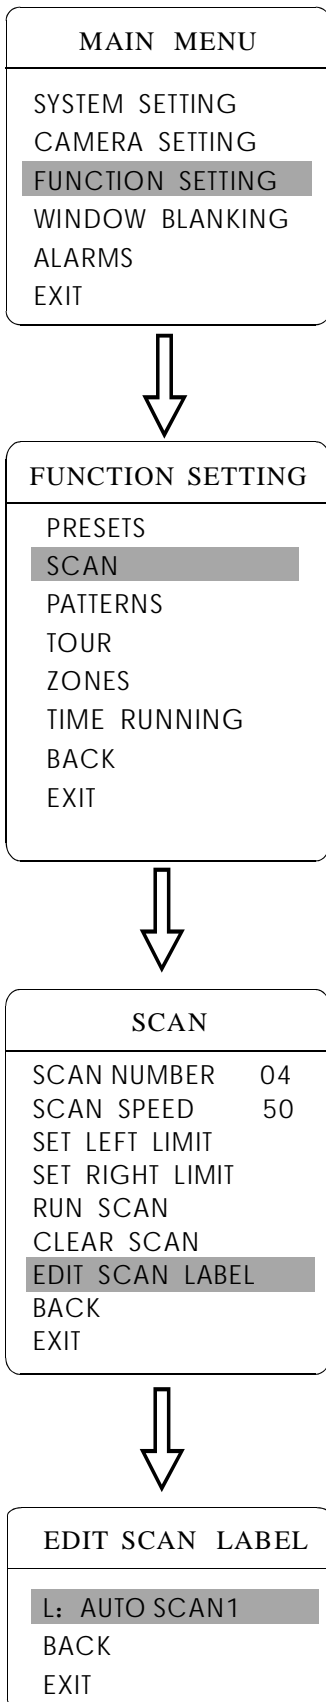 MAIN MENU
SYSTEM SETTING
CAMERA SETTING
FUNCTION SETTING
WINDOW BLANKING
ALARMS
EXIT
FUNCTION SETTING
PRESETS
SCAN
PATTERNS
TOUR
ZONES
TIME RUNNING
BACK
EXIT
SCAN
SCAN NUMBER 04
SCAN SPEED 50
SET LEFT LIMIT
SET RIGHT LIMIT
RUN SCAN
CLEAR SCAN
EDIT SCAN LABEL
BACK
EXIT
EDIT SCAN LABEL
L：AUTO SCAN1
BACK
EXIT